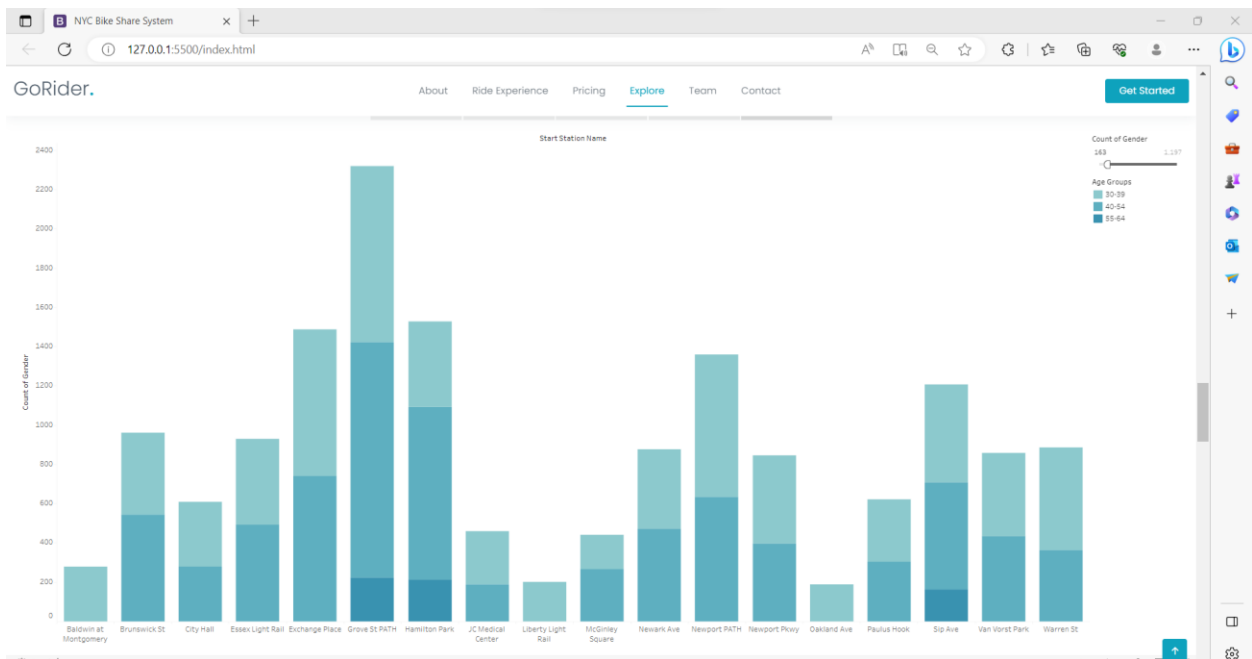 NYC Bike Share System
127.0.0.1:5500/index.html
GoRider.
About Ride Experience Pricing Explore Team Contact
Get Started
Start Station Name
Count of Gender
163 1,197
Age Groups
30-39
40-54
55-64
Count of Gender
2400
2200
2000
1800
1600
1400
1200
1000
800
600
400
200
0
Baldwin at
Montgomery
Brunswick St
City Hall
Essex Light Rail
Exchange Place
Grove St PATH
Hamilton Park
JC Medical
Center
Liberty Light
Rail
McGinley
Square
Newark Ave
Newport PATH
Newport Pkwy
Oakland Ave
Paulus Hook
Sip Ave
Van Vorst Park
Warren St